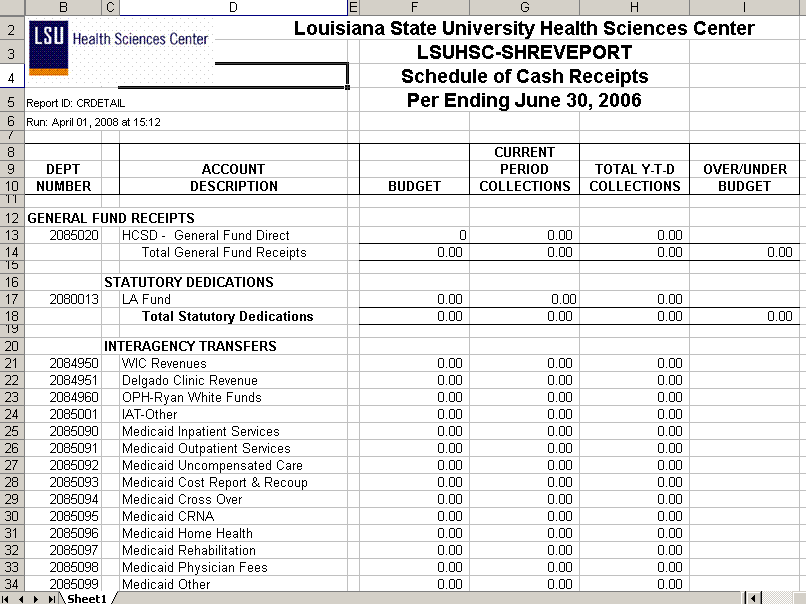 B C D E F G H I
2 LSU Health Sciences Center Louisiana State University Health Sciences Center
3 LSUHSC-SHREVEPORT
4 Schedule of Cash Receipts
5 Report ID: CRDETAIL Per Ending June 30, 2006
6 Run: April 01, 2008 at 15:12
7
8 CURRENT
9 DEPT ACCOUNT PERIOD TOTAL Y-T-D OVER/UNDER
10 NUMBER DESCRIPTION BUDGET COLLECTIONS COLLECTIONS BUDGET
11
12 GENERAL FUND RECEIPTS
13 2085020 HCSD - General Fund Direct 0 0.00 0.00
14 Total General Fund Receipts 0.00 0.00 0.00 0.00
15
16 STATUTORY DEDICATIONS
17 2080013 LA Fund 0.00 0.00 0.00
18 Total Statutory Dedications 0.00 0.00 0.00 0.00
19
20 INTERAGENCY TRANSFERS
21 2084950 WIC Revenues 0.00 0.00 0.00
22 2084951 Delgado Clinic Revenue 0.00 0.00 0.00
23 2084960 OPH-Ryan White Funds 0.00 0.00 0.00
24 2085001 IAT-Other 0.00 0.00 0.00
25 2085090 Medicaid Inpatient Services 0.00 0.00 0.00
26 2085091 Medicaid Outpatient Services 0.00 0.00 0.00
27 2085092 Medicaid Uncompensated Care 0.00 0.00 0.00
28 2085093 Medicaid Cost Report & Recoup 0.00 0.00 0.00
29 2085094 Medicaid Cross Over 0.00 0.00 0.00
30 2085095 Medicaid CRNA 0.00 0.00 0.00
31 2085096 Medicaid Home Health 0.00 0.00 0.00
32 2085097 Medicaid Rehabilitation 0.00 0.00 0.00
33 2085098 Medicaid Physician Fees 0.00 0.00 0.00
34 2085099 Medicaid Other 0.00 0.00 0.00
Sheet1